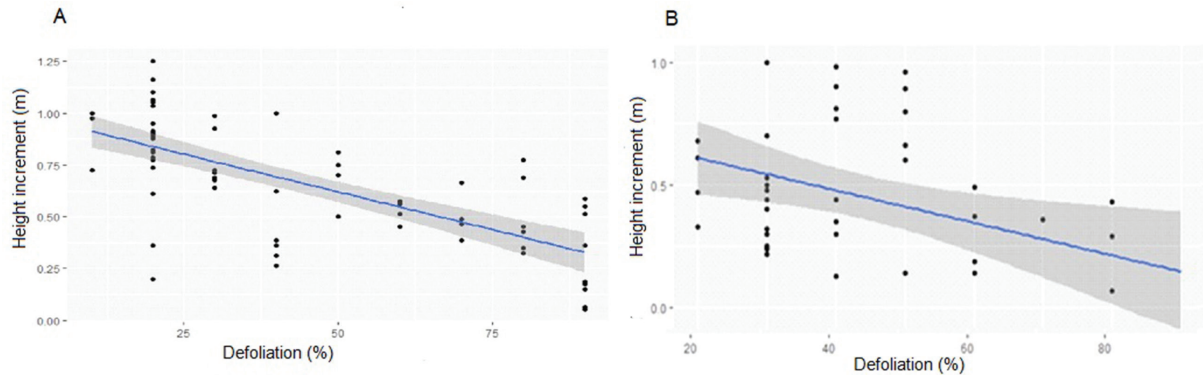 A
B
Height increment (m)
1.25
1.00
0.75
0.50
0.25
0.00
25
50
75
Defoliation (%)
Height increment (m)
1.0
0.5
0.0
20
40
60
80
Defoliation (%)